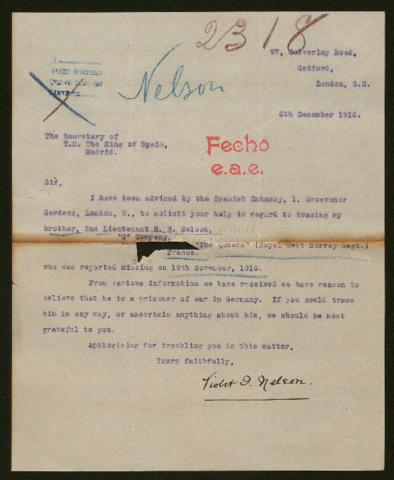 2318
97, Road,
Catford,
London, S.E.
Nelson
6th December 1916.
The Secretary of
H.M. The King of Spain,
Madrid.
Fecho
e.a.e.
Sir,
I have been advised by the Spanish Embassy, 1, Grosvenor
Gardens, London, W., to solicit your help in regard to tracing my
brother, 2nd Lieutenant Nelson,
"C" Company,
"The Queens" (Royal West Surrey Regt.)
France.
who was reported missing on 19th November, 1916.
From various information we have received we have reason to
believe that he is a prisoner of war in Germany. If you could trace
him in any way, or ascertain anything about him, we should be most
grateful to you.
Apologising for troubling you in this matter,
Yours faithfully,
Violet I. Nelson.